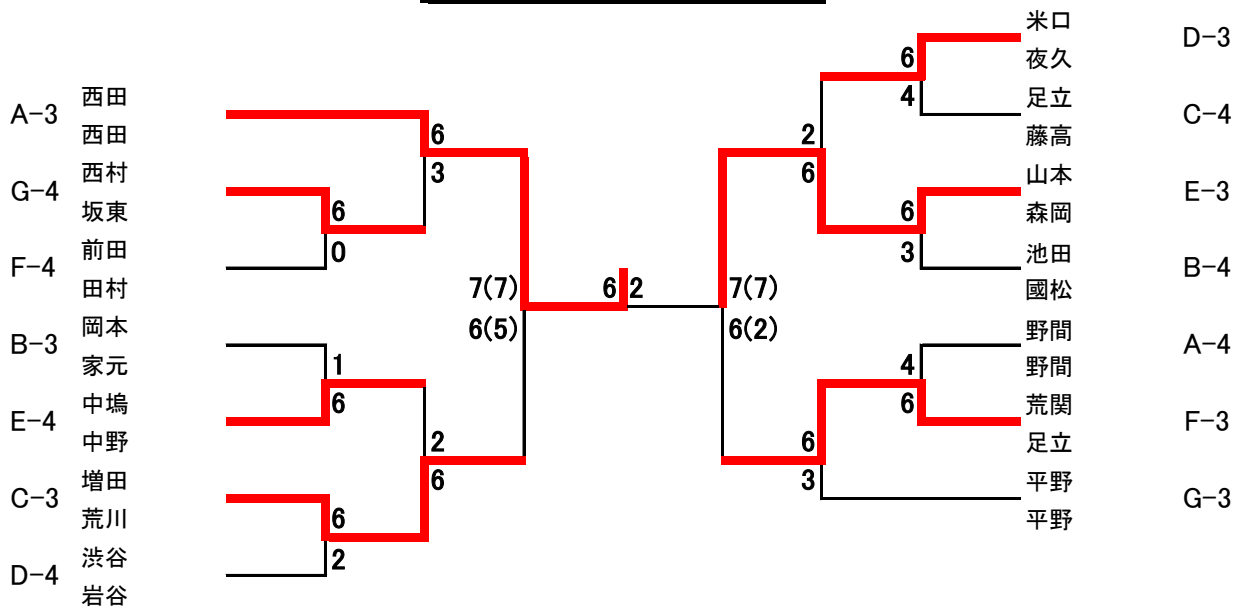 A-3
西田
西田
G-4
西村
坂東
F-4
前田
田村
B-3
岡本
家元
E-4
中塢
中野
C-3
増田
荒川
D-4
渋谷
岩谷
6
3
6
0
1
6
2
6
6
2
7(7)
6(5)
6 2
7(7)
6(2)
2
6
6
3
6
4
6
3
4
6
米口
夜久
D-3
足立
藤高
C-4
山本
森岡
E-3
池田
國松
B-4
野間
野間
A-4
荒関
足立
F-3
平野
平野
G-3